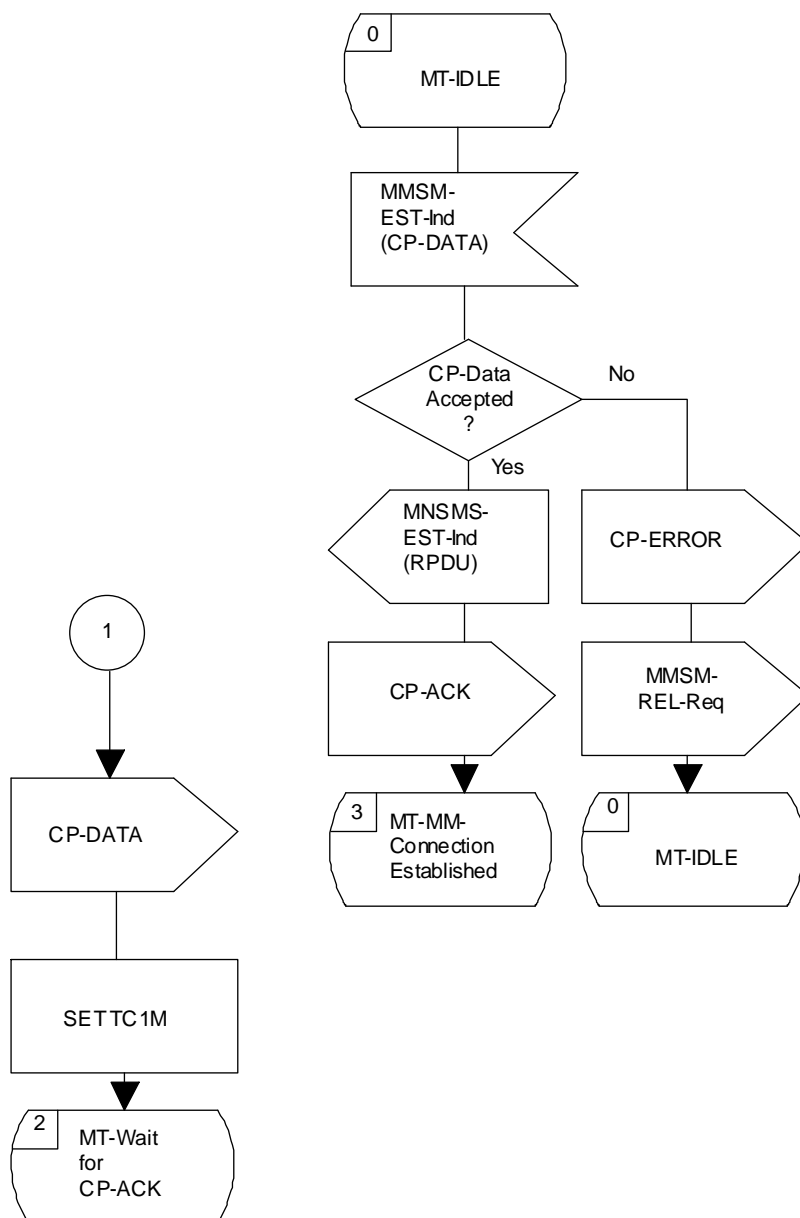 0
MT-IDLE
MMSM-
EST-Ind
(CP-DATA)
CP-Data
Accepted
?
No
Yes
MNSMS-
EST-Ind
(RPDU)
CP-ERROR
1
CP-ACK
MMSM-
REL-Req
CP-DATA
3
MT-MM-
Connection
Established
0
MT-IDLE
SETTC1M
2
MT-Wait
for
CP-ACK